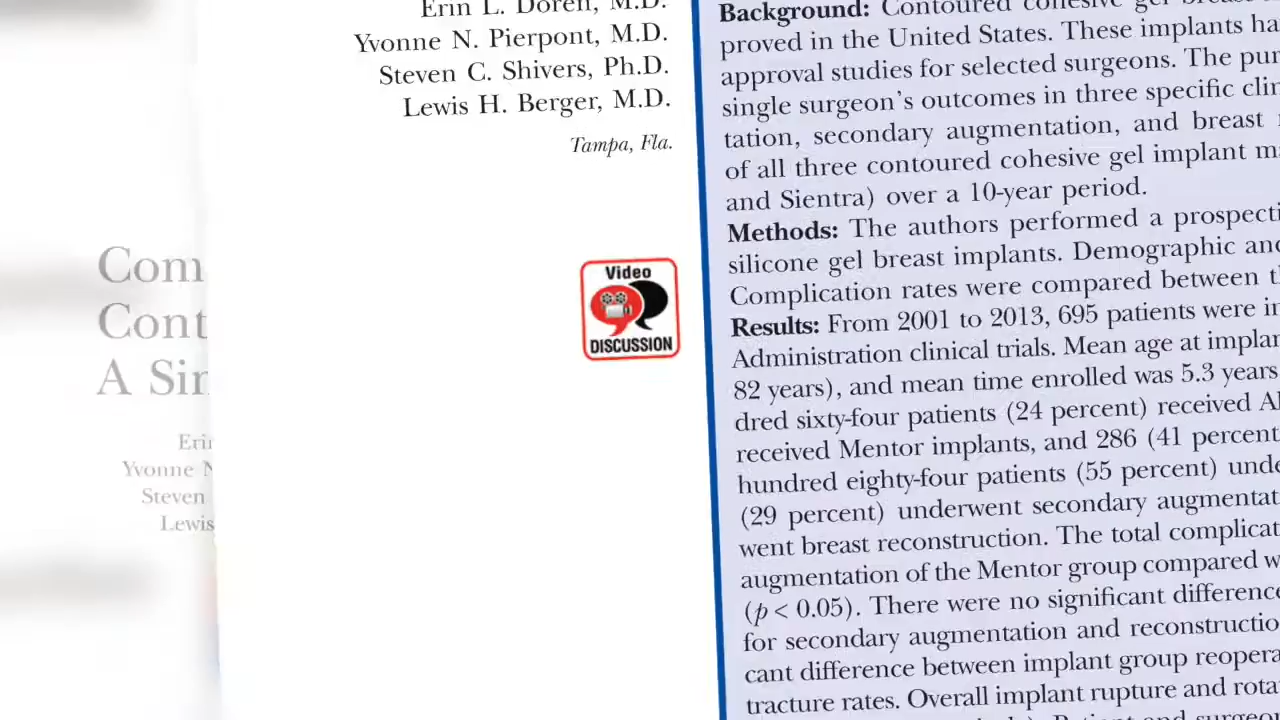 Erin L. Doren, M.D.
Yvonne N. Pierpont, M.D.
Steven C. Shivers, Ph.D.
Lewis H. Berger, M.D.
Tampa, Fla.
Video
DISCUSSION
Com
Cont
A Sin
Erin
Yvonne N
Steven
Lewis
Background: Contoured cohesive gel breast
proved in the United States. These implants ha
approval studies for selected surgeons. The pur
single surgeon's outcomes in three specific clin
tation, secondary augmentation, and breast
of all three contoured cohesive gel implant ma
and Sientra) over a 10-year period.
Methods: The authors performed a prospecti
silicone gel breast implants. Demographic and
Complication rates were compared between th
Results: From 2001 to 2013, 695 patients were in
Administration clinical trials. Mean age at implan
82 years), and mean time enrolled was 5.3 years
dred sixty-four patients (24 percent) received Al
received Mentor implants, and 286 (41 percent
hundred eighty-four patients (55 percent) unde
(29 percent) underwent secondary augmentat
went breast reconstruction. The total complicat
augmentation of the Mentor group compared w
(p < 0.05). There were no significant difference
for secondary augmentation and reconstructio
cant difference between implant group reopera
tracture rates. Overall implant rupture and rota